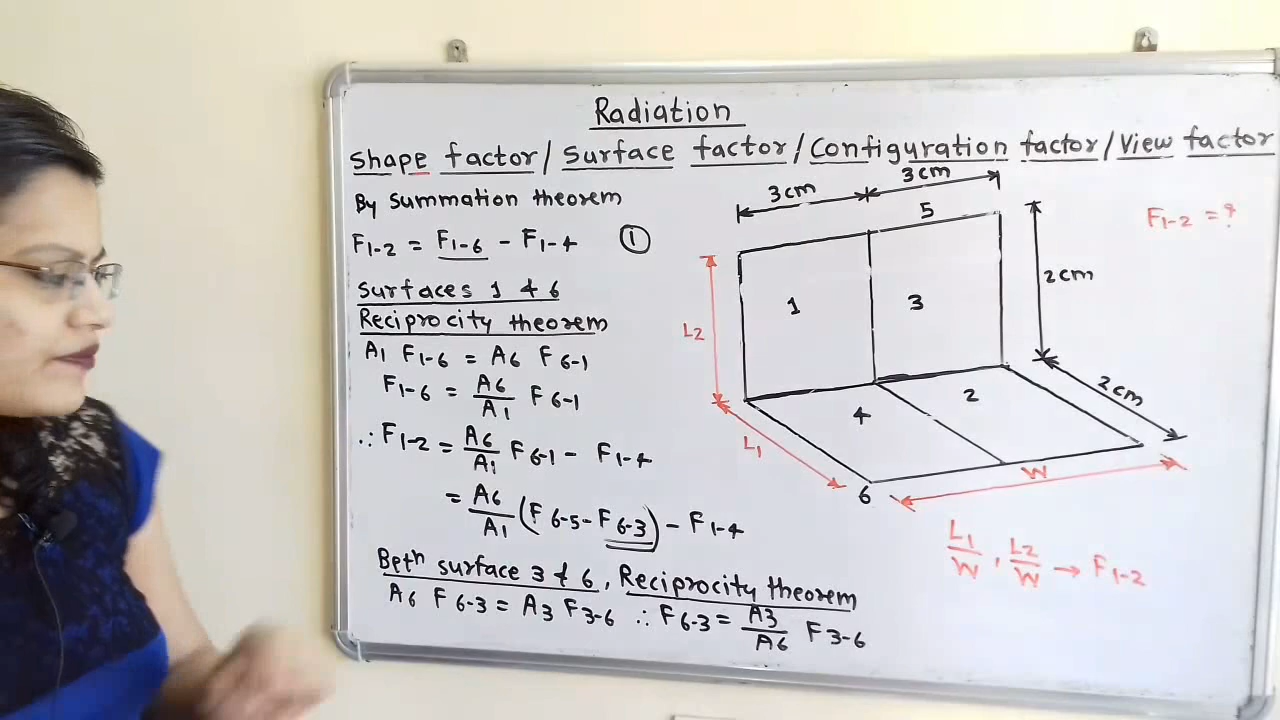 Radiation
Shape factor/Surface factor/Configuration factor/View factor
By Summation theorem
F1-2 = F1-6 - F1-4 ①
Surfaces 1 & 6
Reciprocity theorem
A1 F1-6 = A6 F6-1
F1-6 = A6/A1 F6-1
∴ F1-2 = A6/A1 F6-1 - F1-4
= A6/A1 (F6-5 - F6-3) - F1-4
Betn surface 3 & 6, Reciprocity theorem
A6 F6-3 = A3 F3-6 ∴ F6-3 = A3/A6 F3-6
3cm
3cm
5
F1-2 = ?
2cm
1
3
L2
2cm
4
2
L1
W
6
L1/W, L2/W → F1-2